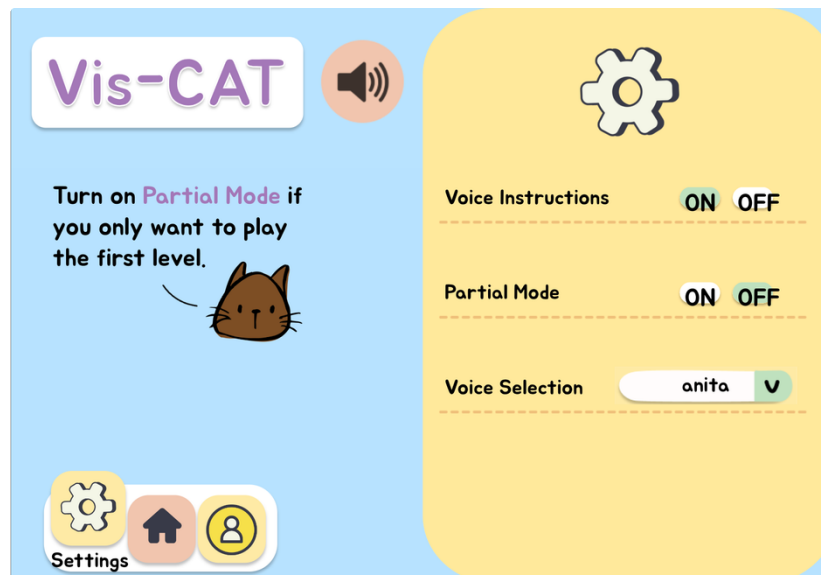 Vis-CAT
Turn on Partial Mode if
you only want to play
the first level.
Settings
Voice Instructions ON OFF
Partial Mode ON OFF
Voice Selection anita V